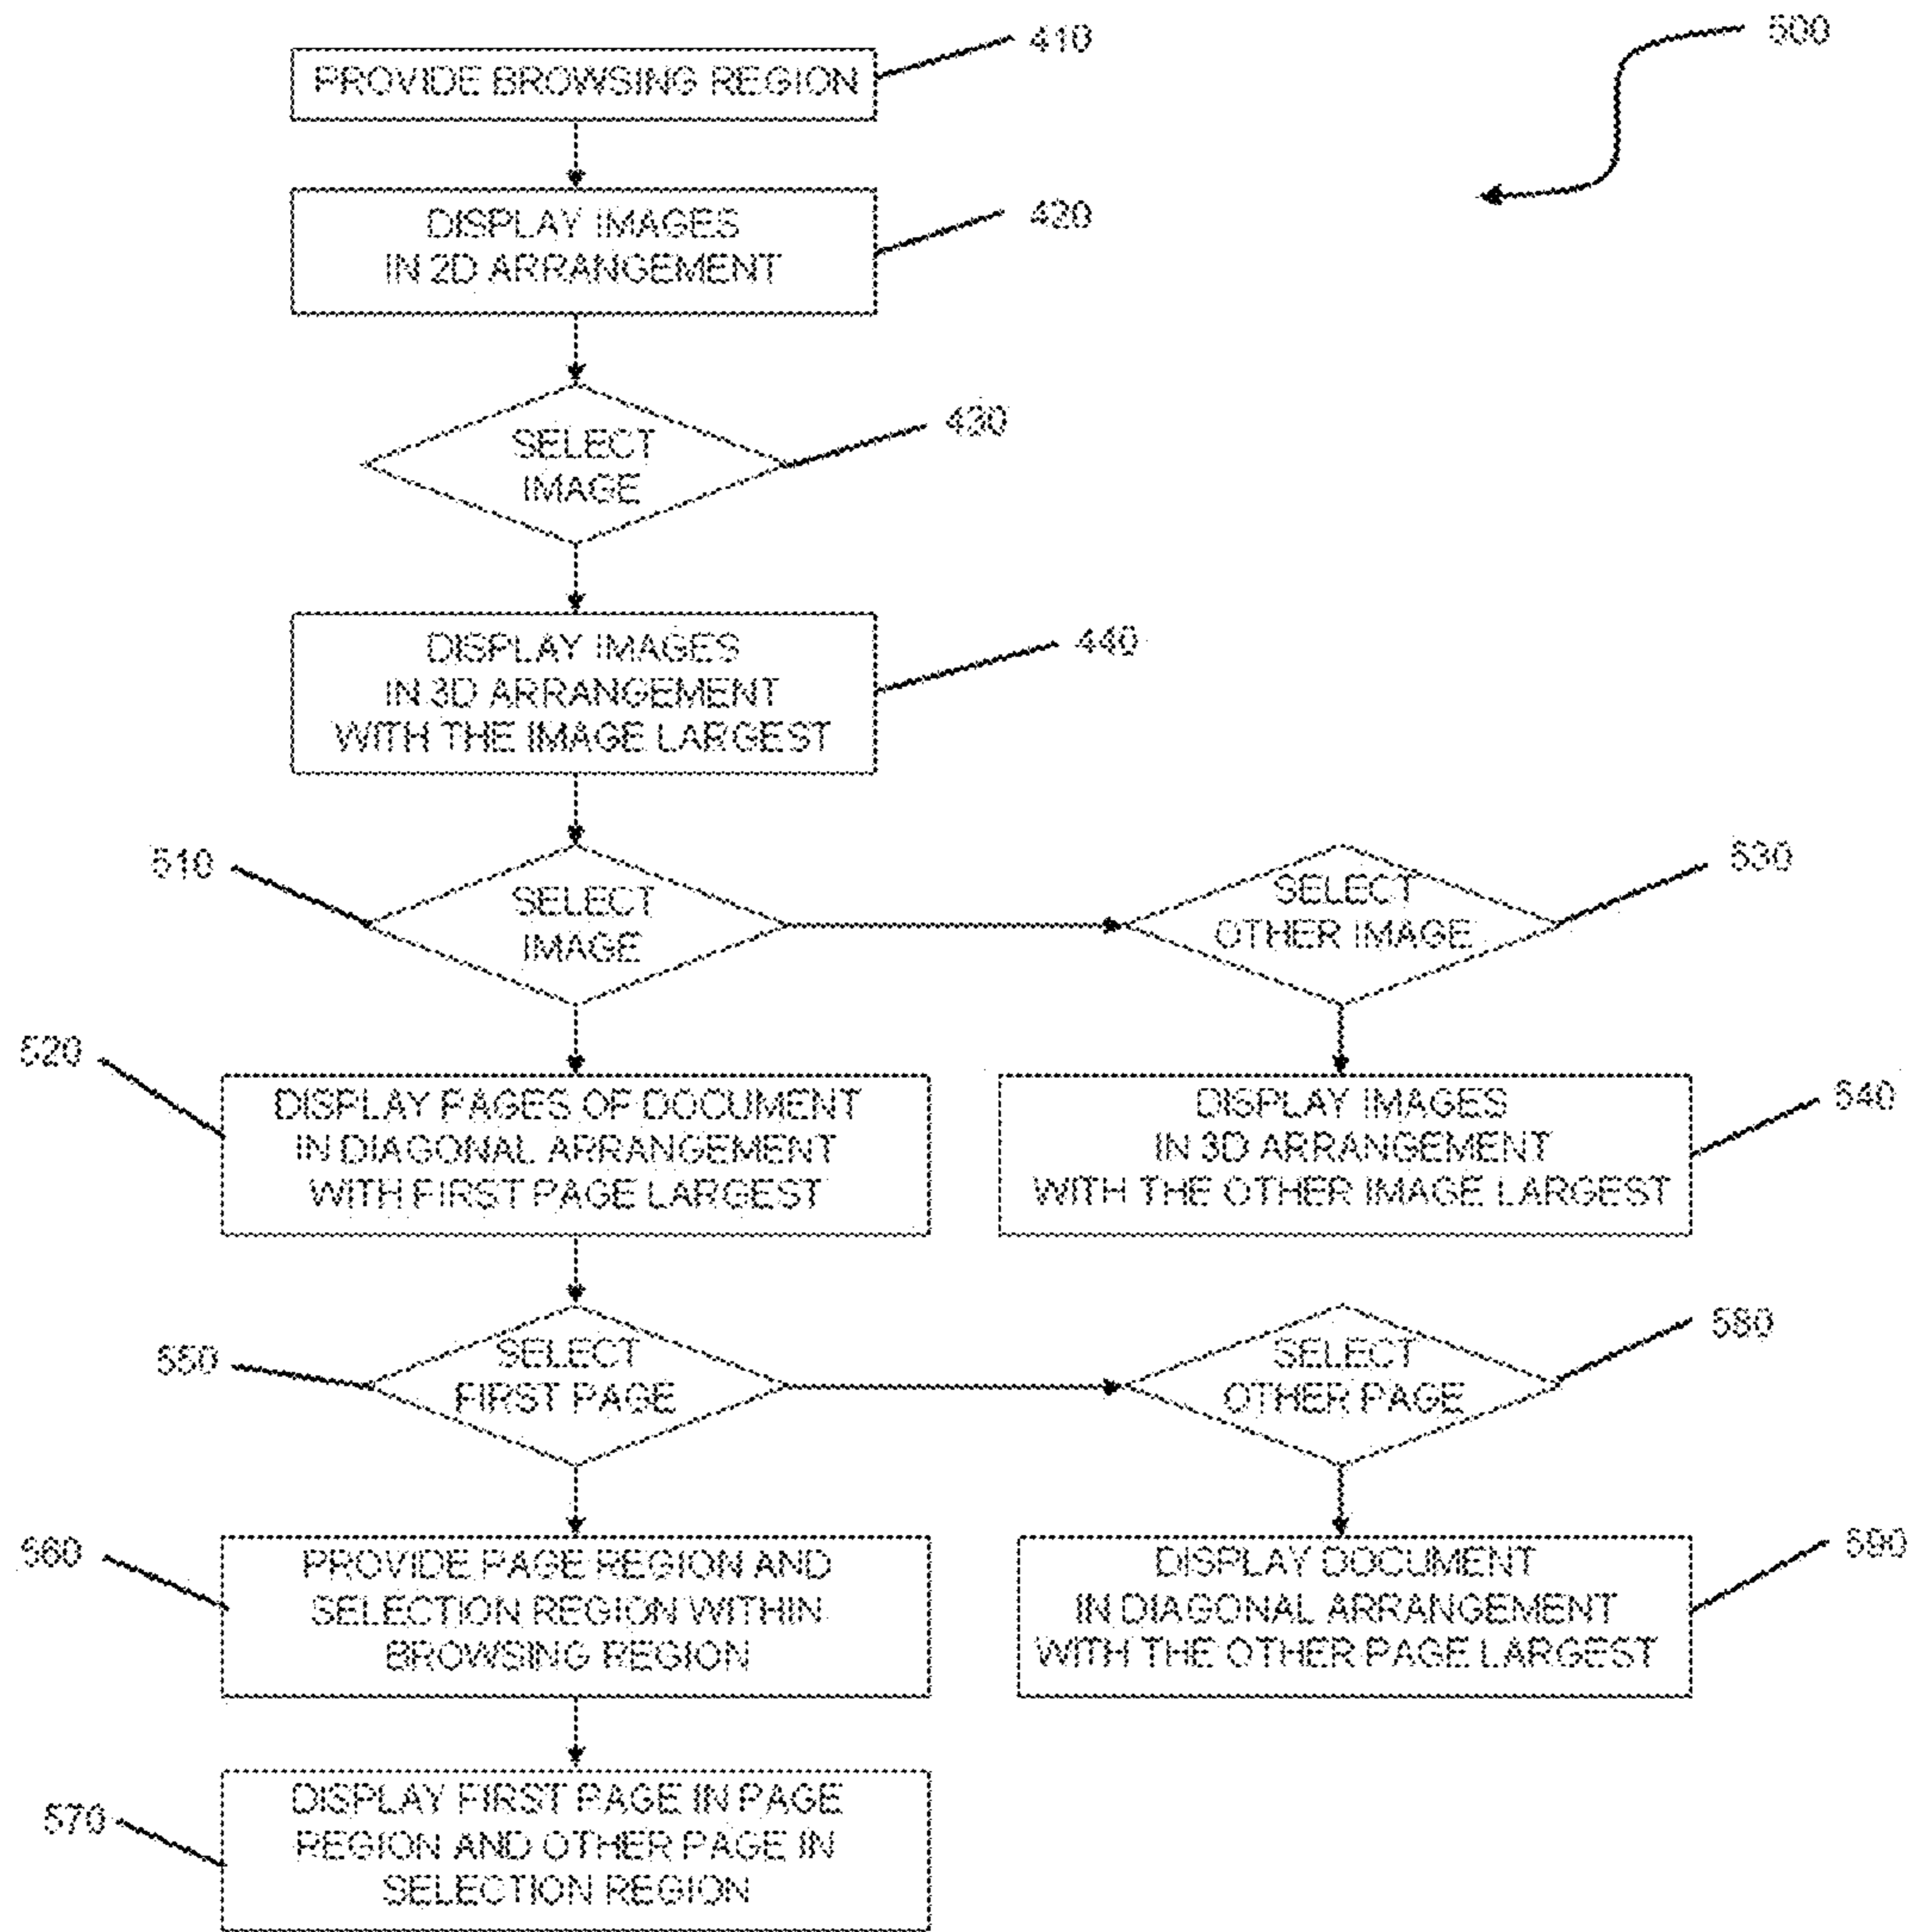 500
410
PROVIDE BROWSING REGION
420
DISPLAY IMAGES
IN 2D ARRANGEMENT
430
SELECT
IMAGE
440
DISPLAY IMAGES
IN 3D ARRANGEMENT
WITH THE IMAGE LARGEST
510
SELECT
IMAGE
530
SELECT
OTHER IMAGE
520
DISPLAY PAGES OF DOCUMENT
IN DIAGONAL ARRANGEMENT
WITH FIRST PAGE LARGEST
540
DISPLAY IMAGES
IN 3D ARRANGEMENT
WITH THE OTHER IMAGE LARGEST
550
SELECT
FIRST PAGE
580
SELECT
OTHER PAGE
560
PROVIDE PAGE REGION AND
SELECTION REGION WITHIN
BROWSING REGION
590
DISPLAY DOCUMENT
IN DIAGONAL ARRANGEMENT
WITH THE OTHER PAGE LARGEST
570
DISPLAY FIRST PAGE IN PAGE
REGION AND OTHER PAGE IN
SELECTION REGION